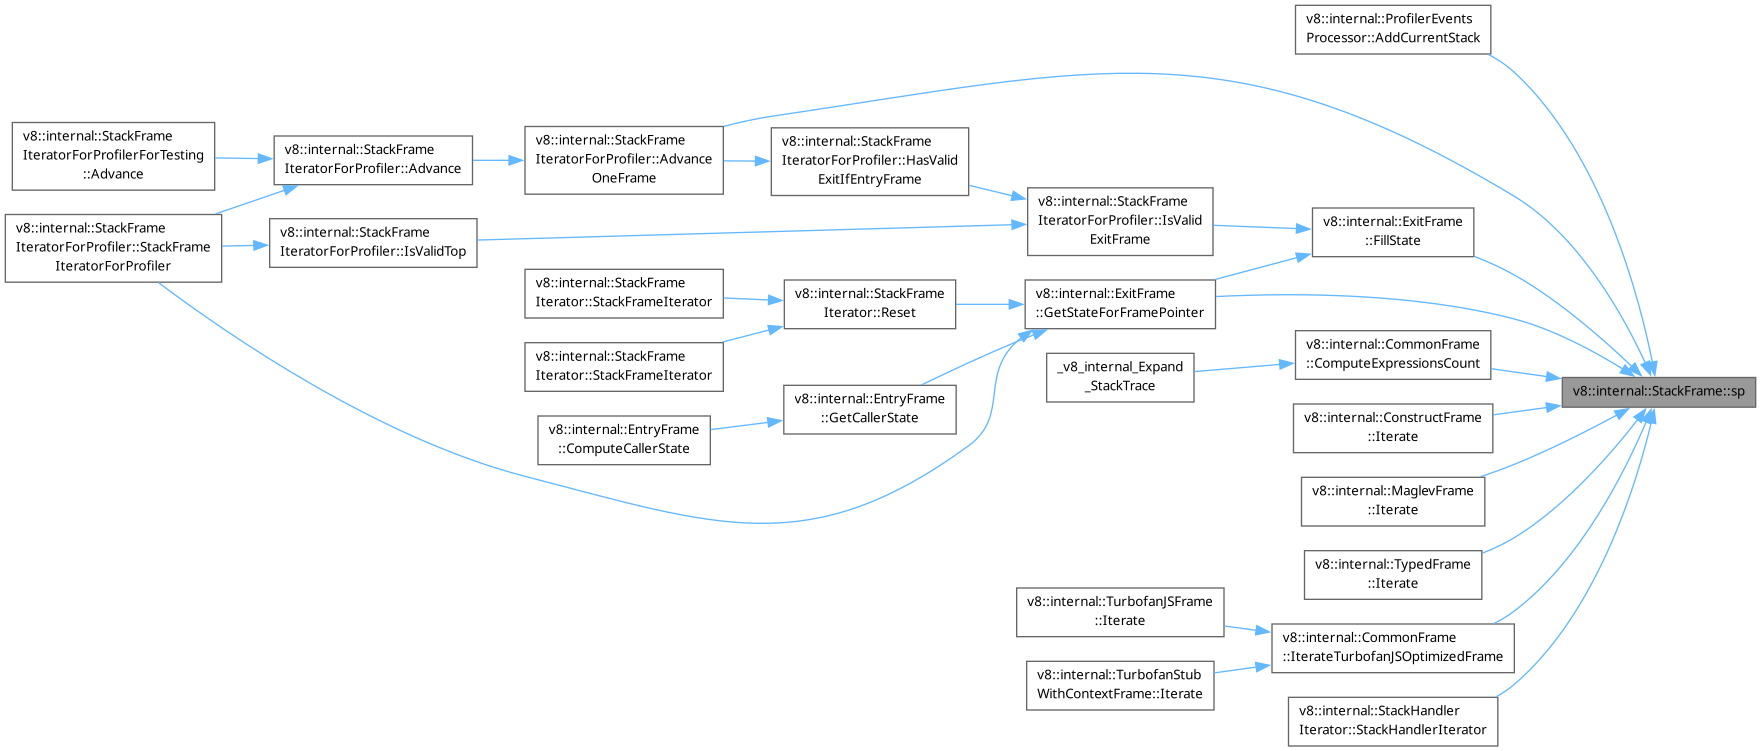 v8::internal::ProfilerEvents
Processor::AddCurrentStack
v8::internal::StackFrame
IteratorForProfilerForTesting
::Advance
v8::internal::StackFrame
IteratorForProfiler::Advance
v8::internal::StackFrame
IteratorForProfiler::Advance
OneFrame
v8::internal::StackFrame
IteratorForProfiler::HasValid
ExitIfEntryFrame
v8::internal::StackFrame
IteratorForProfiler::IsValid
ExitFrame
v8::internal::ExitFrame
::FillState
v8::internal::StackFrame
IteratorForProfiler::StackFrame
IteratorForProfiler
v8::internal::StackFrame
IteratorForProfiler::IsValidTop
v8::internal::StackFrame
Iterator::StackFrameIterator
v8::internal::StackFrame
Iterator::Reset
v8::internal::ExitFrame
::GetStateForFramePointer
v8::internal::StackFrame
Iterator::StackFrameIterator
_v8_internal_Expand
_StackTrace
v8::internal::CommonFrame
::ComputeExpressionsCount
v8::internal::StackFrame::sp
v8::internal::EntryFrame
::GetCallerState
v8::internal::EntryFrame
::ComputeCallerState
v8::internal::ConstructFrame
::Iterate
v8::internal::MaglevFrame
::Iterate
v8::internal::TypedFrame
::Iterate
v8::internal::TurbofanJSFrame
::Iterate
v8::internal::CommonFrame
::IterateTurbofanJSOptimizedFrame
v8::internal::TurbofanStub
WithContextFrame::Iterate
v8::internal::StackHandler
Iterator::StackHandlerIterator